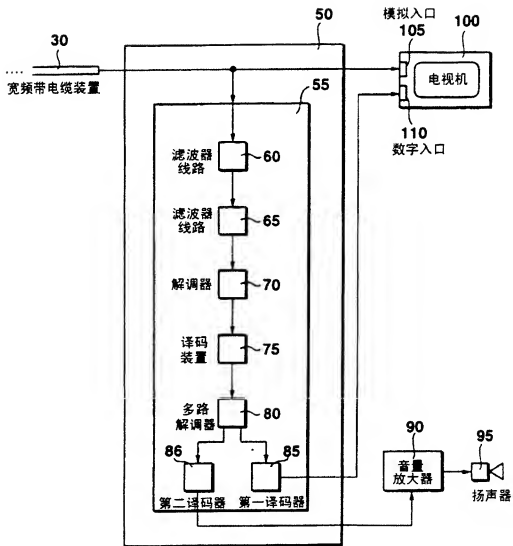 50
模拟入口
105
100
电视机
30
宽频带电缆装置
55
110
数字入口
滤波器
线路
60
滤波器
线路
65
解调器
70
译码
装置
75
多路
解调器
80
86
85
第二译码器
第一译码器
90
音量
放大器
95
扬声器